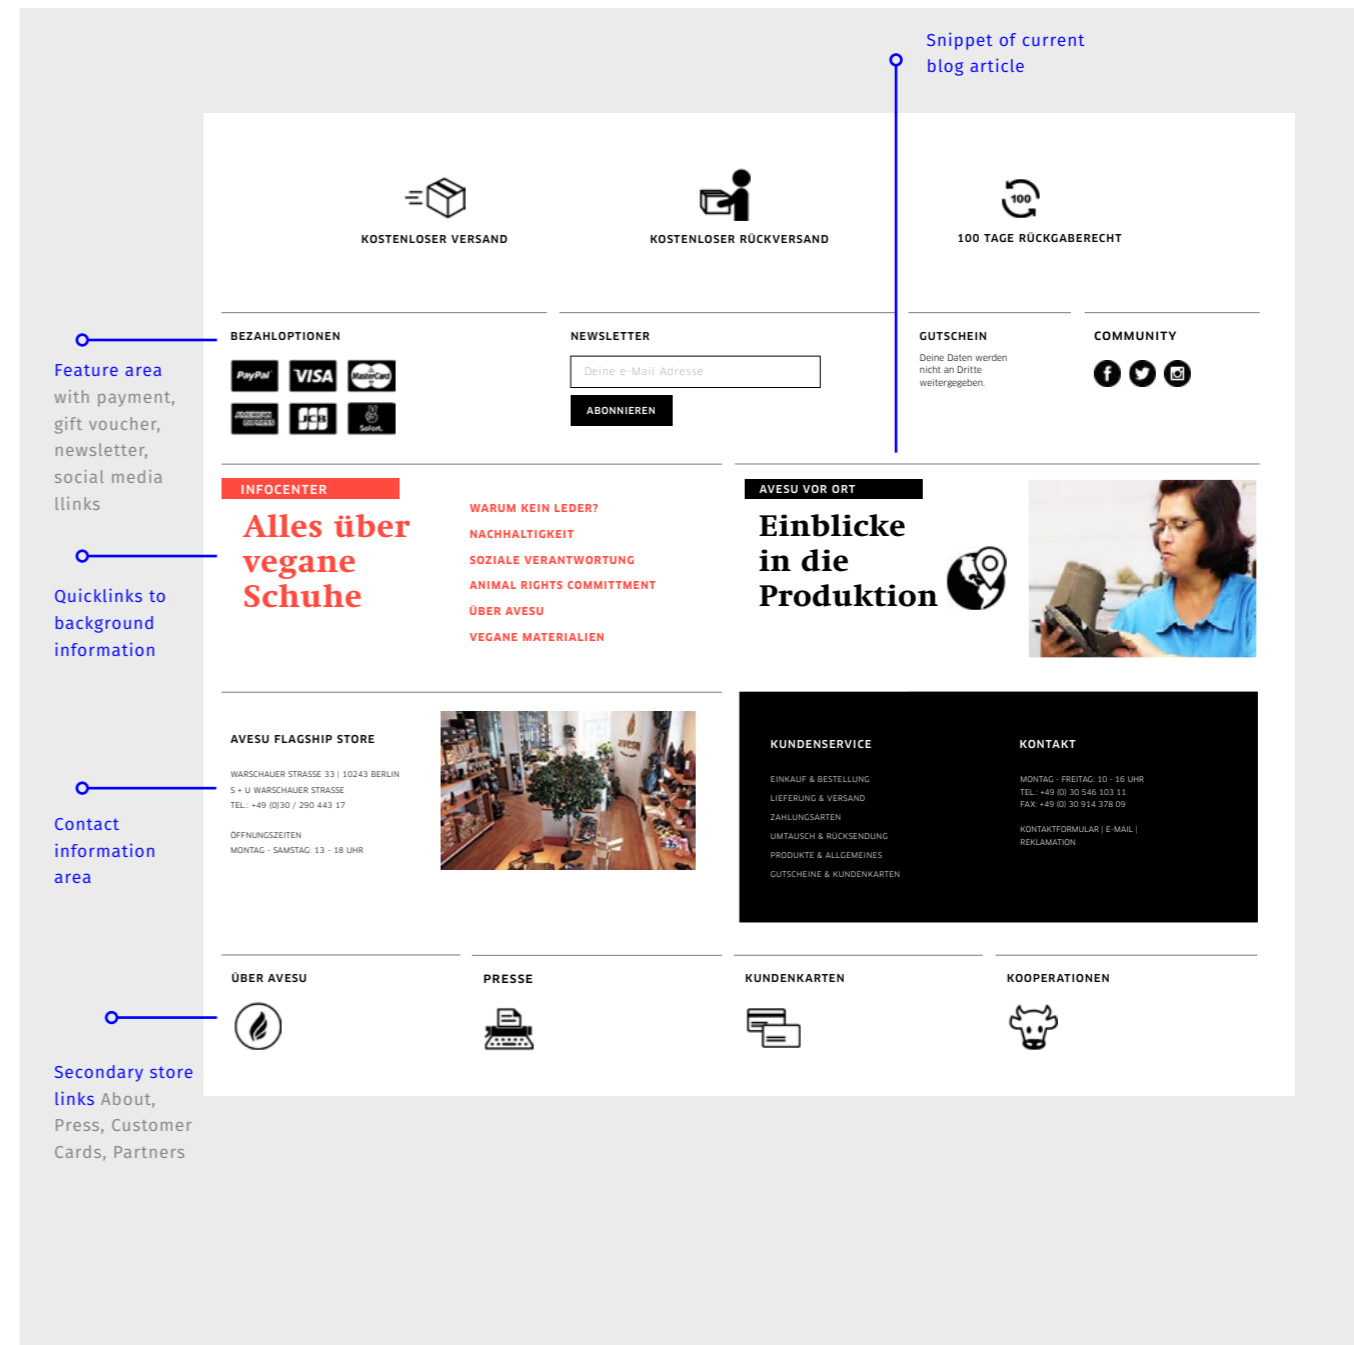 Snippet of current
blog article
100
KOSTENLOSER VERSAND
KOSTENLOSER RÜCKVERSAND
100 TAGE RÜCKGABERECHT
BEZAHLOPTIONEN
PayPal
VISA
MasterCard
AMERICAN
EXPRESS
JCB
Sofort.
NEWSLETTER
Deine e-Mail Adresse
ABONNIEREN
GUTSCHEIN
Deine Daten werden
nicht an Dritte
weitergegeben.
COMMUNITY
Feature area
with payment,
gift voucher,
newsletter,
social media
llinks
INFOCENTER
Alles über
vegane
Schuhe
WARUM KEIN LEDER?
NACHHALTIGKEIT
SOZIALE VERANTWORTUNG
ANIMAL RIGHTS COMMITTMENT
ÜBER AVESU
VEGANE MATERIALIEN
AVESU VOR ORT
Einblicke
in die
Produktion
Quicklinks to
background
information
AVESU FLAGSHIP STORE
WARSCHAUER STRASSE 33 | 10243 BERLIN
S + U WARSCHAUER STRASSE
TEL.: +49 (0)30 / 290 443 17
ÖFFNUNGSZEITEN
MONTAG - SAMSTAG: 13 - 18 UHR
avesu
KUNDENSERVICE
EINKAUF & BESTELLUNG
LIEFERUNG & VERSAND
ZAHLUNGSARTEN
UMTAUSCH & RÜCKSENDUNG
PRODUKTE & ALLGEMEINES
GUTSCHEINE & KUNDENKARTEN
KONTAKT
MONTAG - FREITAG: 10 - 16 UHR
TEL.: +49 (0) 30 546 103 11
FAX: +49 (0) 30 914 378 09
KONTAKTFORMULAR | E-MAIL |
REKLAMATION
Contact
information
area
ÜBER AVESU
PRESSE
KUNDENKARTEN
KOOPERATIONEN
Secondary store
links About,
Press, Customer
Cards, Partners